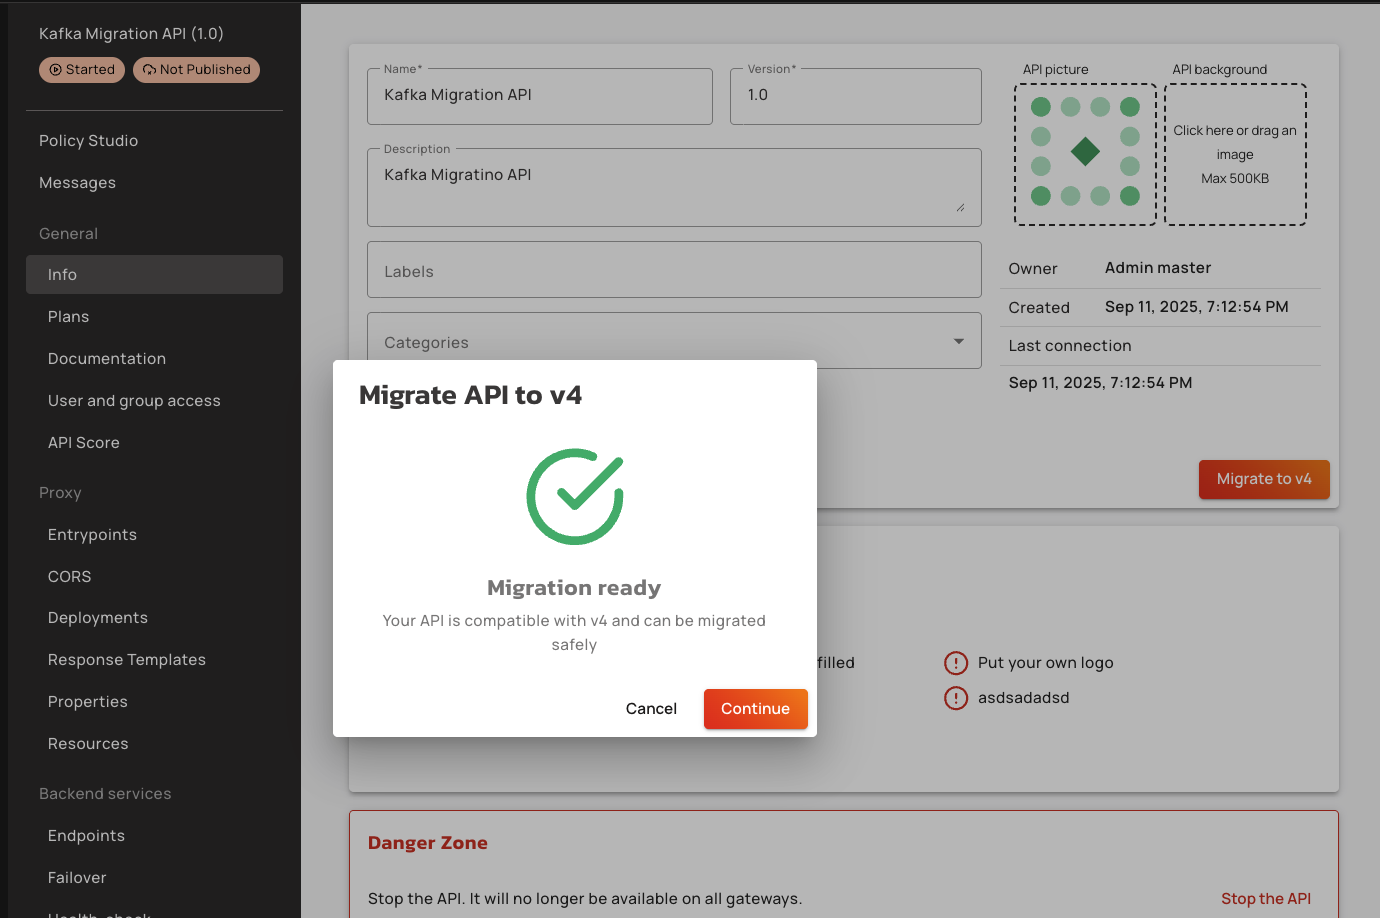 Kafka Migration API (1.0)
Started
Not Published
Policy Studio
Messages
General
Info
Plans
Documentation
User and group access
API Score
Proxy
Entrypoints
CORS
Deployments
Response Templates
Properties
Resources
Backend services
Endpoints
Failover
Health-check
Name*
Kafka Migration API
Version*
1.0
Description
Kafka Migratino API
Labels
Categories
API picture
API background
Click here or drag an
image
Max 500KB
Owner
Admin master
Created
Sep 11, 2025, 7:12:54 PM
Last connection
Sep 11, 2025, 7:12:54 PM
Migrate to v4
Migrate API to v4
Migration ready
Your API is compatible with v4 and can be migrated
safely
Cancel
Continue
filled
Put your own logo
asdsadadsd
Danger Zone
Stop the API. It will no longer be available on all gateways.
Stop the API